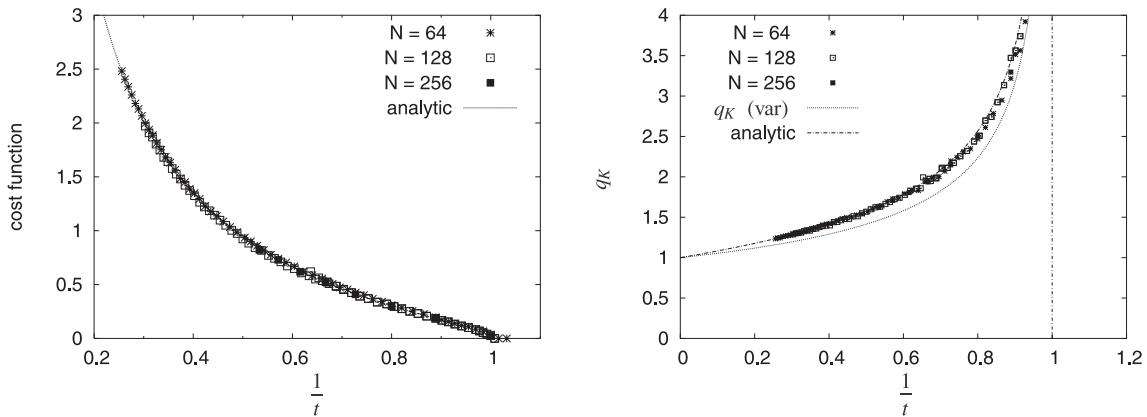 3
2.5
2
1.5
1
0.5
0
0.2
0.4
0.6
0.8
1
cost function
1
t
N = 64
N = 128
N = 256
analytic
4
3.5
3
2.5
2
1.5
1
0.5
0
0
0.2
0.4
0.6
0.8
1
1.2
q_K
1
t
N = 64
N = 128
N = 256
q_K (var)
analytic